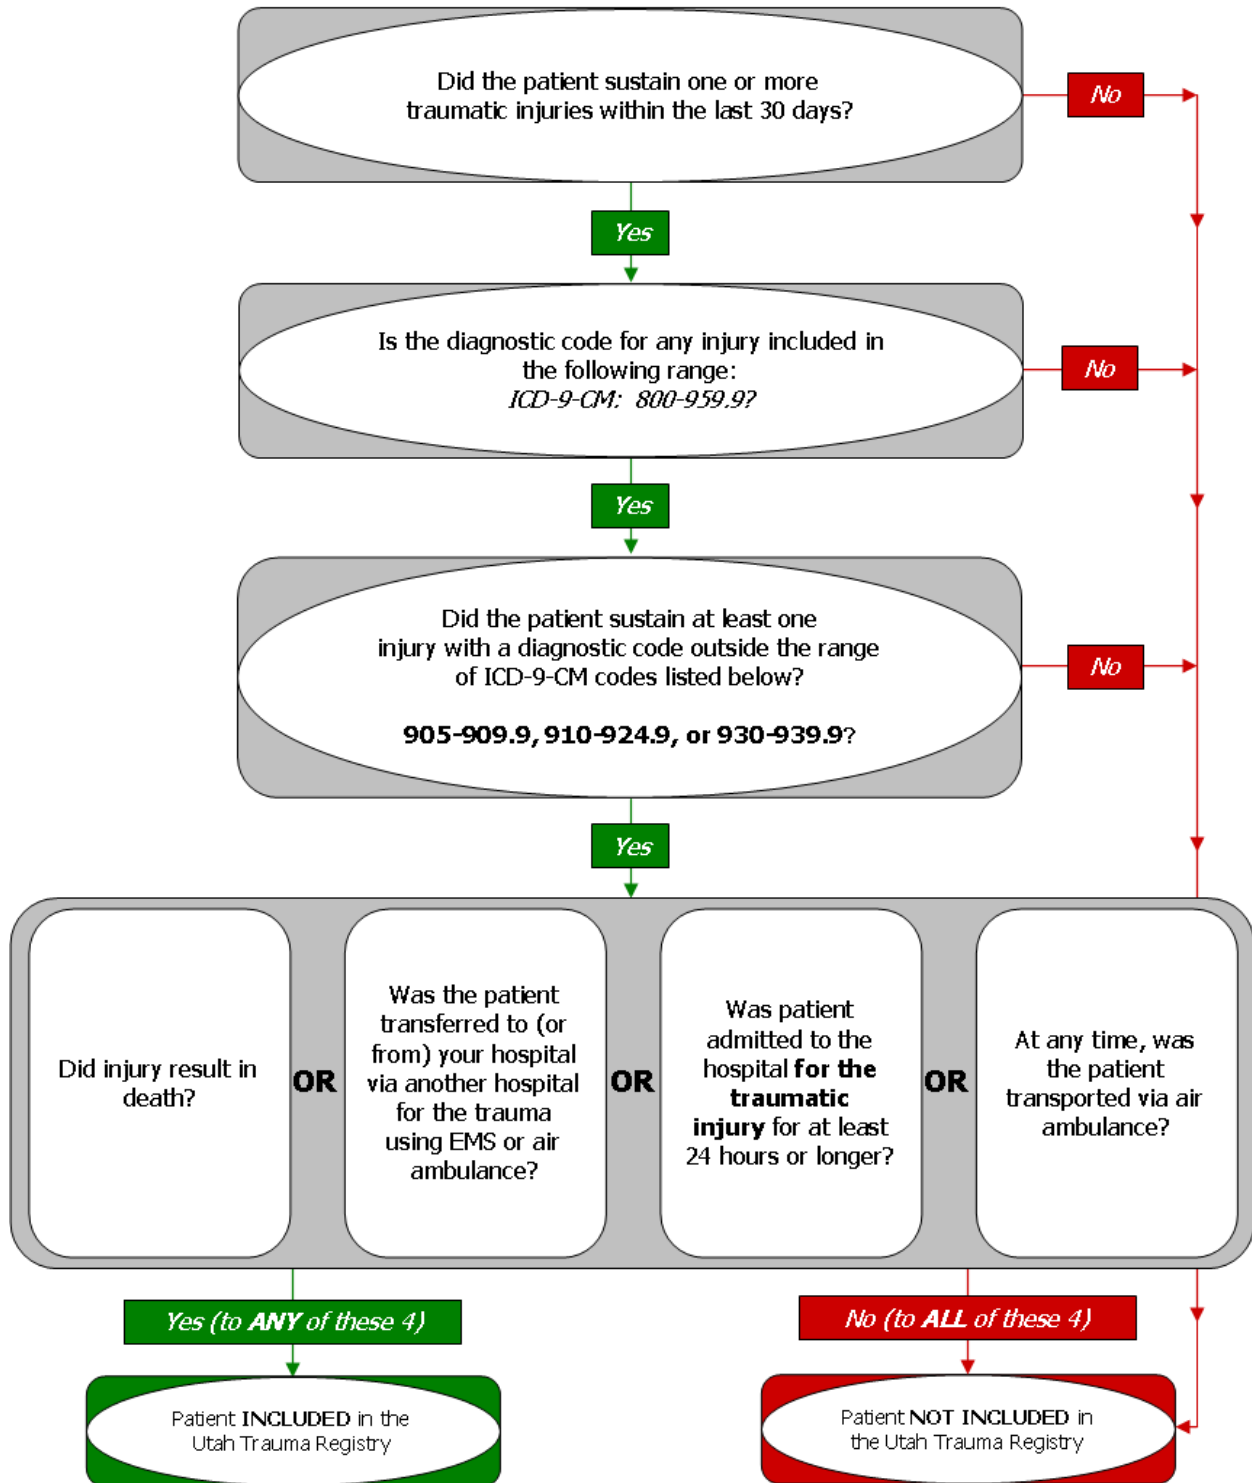 Did the patient sustain one or more
traumatic injuries within the last 30 days?
No
Yes
Is the diagnostic code for any injury included in
the following range:
ICD-9-CM: 800-959.9?
No
Yes
Did the patient sustain at least one
injury with a diagnostic code outside the range
of ICD-9-CM codes listed below?
905-909.9, 910-924.9, or 930-939.9?
No
Yes
Did injury result in
death?
OR
Was the patient
transferred to (or
from) your hospital
via another hospital
for the trauma
using EMS or air
ambulance?
OR
Was patient
admitted to the
hospital for the
traumatic
injury for at least
24 hours or longer?
OR
At any time, was
the patient
transported via air
ambulance?
Yes (to ANY of these 4)
No (to ALL of these 4)
Patient INCLUDED in the
Utah Trauma Registry
Patient NOT INCLUDED in
the Utah Trauma Registry